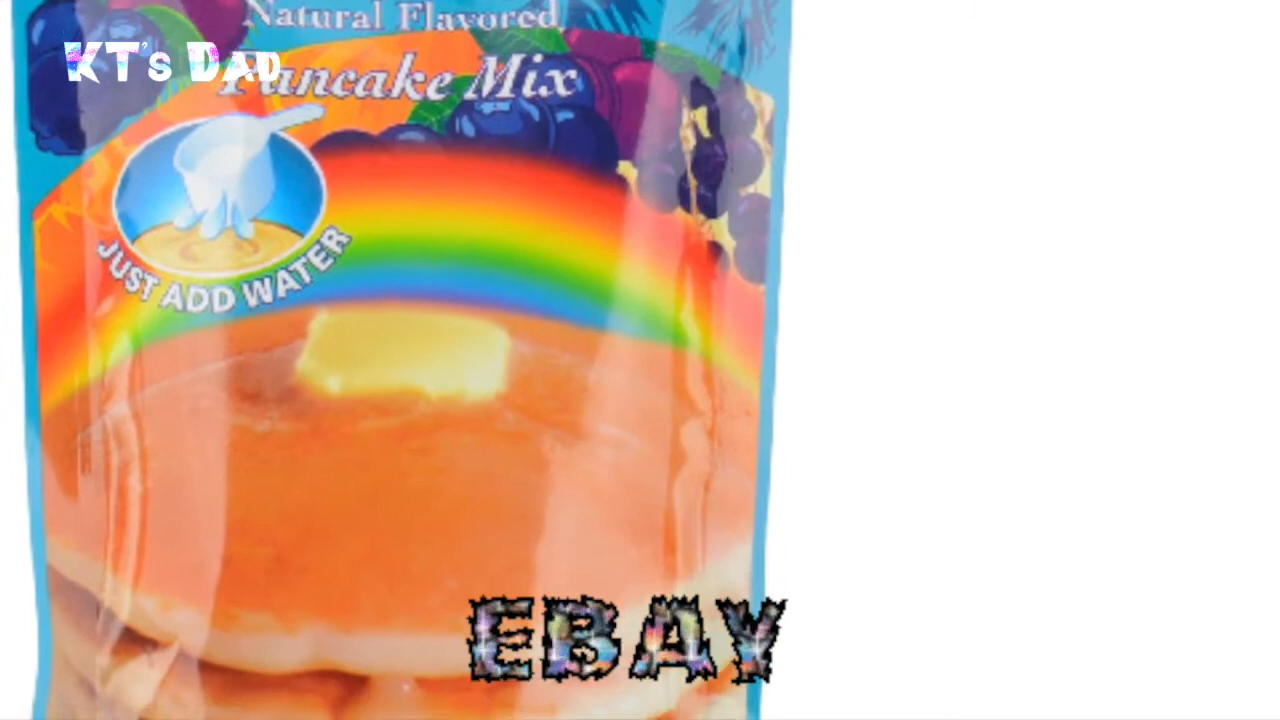 Natural Flavored
KT's Dad
Pancake Mix
JUST ADD WATER
EBAY